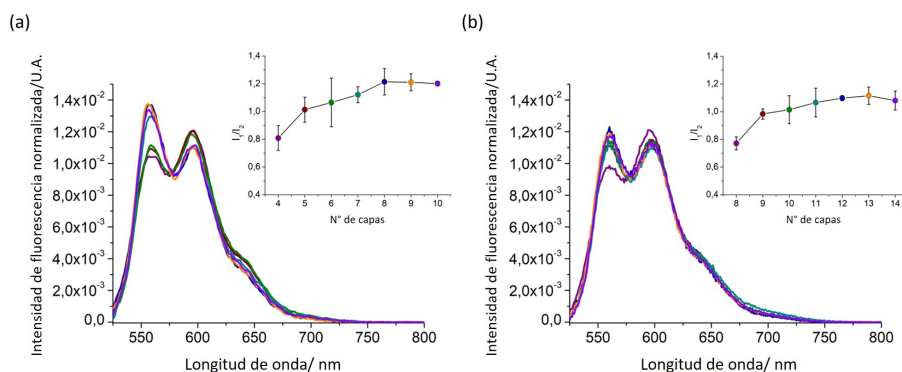 (a)
Intensidad de fluorescencia normalizada/U.A.
1,4x10⁻²
1,2x10⁻²
1,0x10⁻²
8,0x10⁻³
6,0x10⁻³
4,0x10⁻³
2,0x10⁻³
0,0
550 600 650 700 750 800
Longitud de onda/ nm
I₁/I₂
1,4
1,2
1,0
0,8
0,6
0,4
4 5 6 7 8 9 10
N° de capas
(b)
Intensidad de fluorescencia normalizada/U.A.
1,4x10⁻²
1,2x10⁻²
1,0x10⁻²
8,0x10⁻³
6,0x10⁻³
4,0x10⁻³
2,0x10⁻³
0,0
550 600 650 700 750 800
Longitud de onda/ nm
I₁/I₂
1,4
1,2
1,0
0,8
0,6
0,4
8 9 10 11 12 13 14
N° de capas